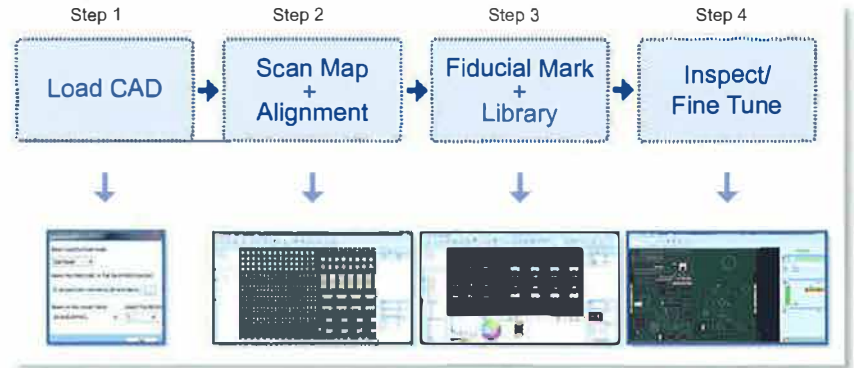 Step 1
Step 2
Step 3
Step 4
Load CAD
Scan Map
+
Alignment
Fiducial Mark
+
Library
Inspect/
Fine Tune